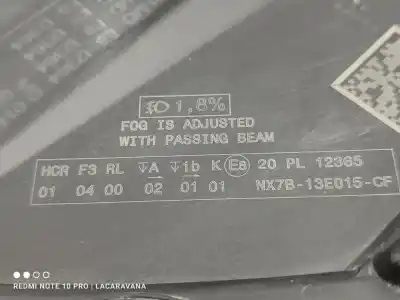 1.8%
FOG IS ADJUSTED
WITH PASSING BEAM
HCR F3 RL A 1b K E8 20 PL 12365
01 04 00 02 01 01 NX7B-13E015-CF
REDMI NOTE 10 PRO | LACARAVANA